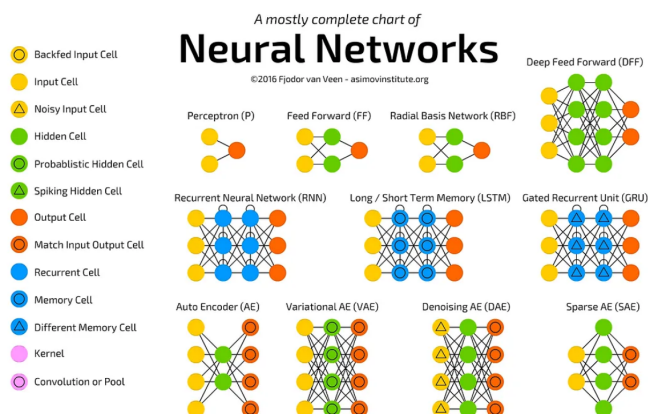 A mostly complete chart of
Neural Networks
©2016 Fjodor van Veen - asimovinstitute.org
Backfed Input Cell
Input Cell
Noisy Input Cell
Hidden Cell
Probablistic Hidden Cell
Spiking Hidden Cell
Output Cell
Match Input Output Cell
Recurrent Cell
Memory Cell
Different Memory Cell
Kernel
Convolution or Pool
Deep Feed Forward (DFF)
Perceptron (P)
Feed Forward (FF)
Radial Basis Network (RBF)
Recurrent Neural Network (RNN)
Long / Short Term Memory (LSTM)
Gated Recurrent Unit (GRU)
Auto Encoder (AE)
Variational AE (VAE)
Denoising AE (DAE)
Sparse AE (SAE)